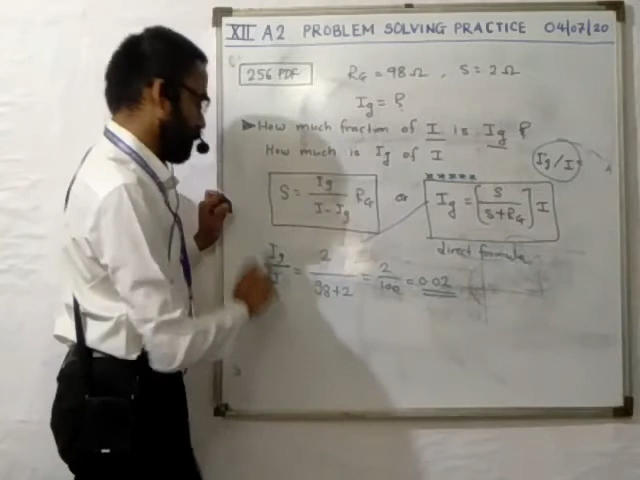 XII A2 PROBLEM SOLVING PRACTICE 04/07/20
256 PDF
RG = 98 Ω , S = 2 Ω
Ig = ?
➤ How much fraction of I is Ig ?
How much is Ig of I
Ig / I
S = Ig / I - Ig RG or Ig = [S / S + RG] I
direct formula
Ig / I = 2 / 98+2 = 2 / 100 = 0.02